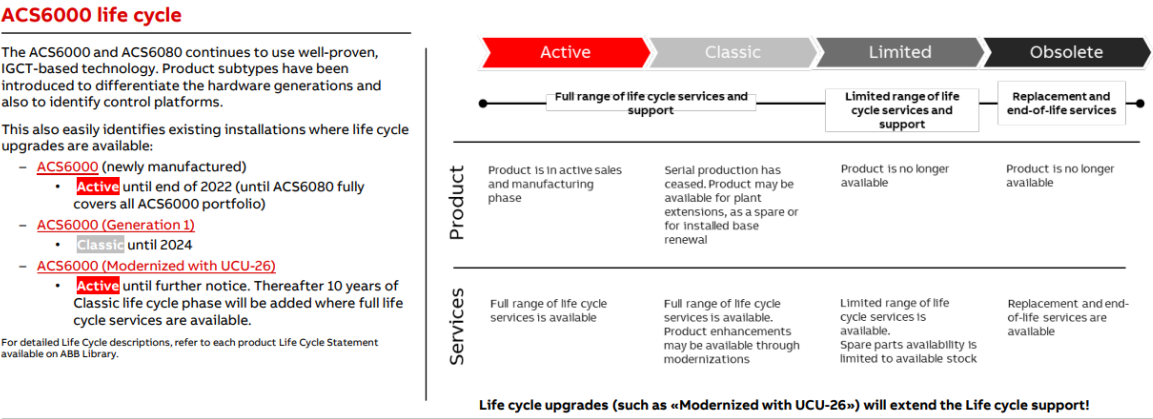 ACS6000 life cycle
The ACS6000 and ACS6080 continues to use well-proven,
IGCT-based technology. Product subtypes have been
introduced to differentiate the hardware generations and
also to identify control platforms.
This also easily identifies existing installations where life cycle
upgrades are available:
– ACS6000 (newly manufactured)
• Active until end of 2022 (until ACS6080 fully
covers all ACS6000 portfolio)
– ACS6000 (Generation 1)
• Classic until 2024
– ACS6000 (Modernized with UCU-26)
• Active until further notice. Thereafter 10 years of
Classic life cycle phase will be added where full life
cycle services are available.
For detailed Life Cycle descriptions, refer to each product Life Cycle Statement
available on ABB Library.
Active
Classic
Limited
Obsolete
Full range of life cycle services and
support
Limited range of life
cycle services and
support
Replacement and
end-of-life services
Product
Product is in active sales
and manufacturing
phase
Serial production has
ceased. Product may be
available for plant
extensions, as a spare or
for installed base
renewal
Product is no longer
available
Product is no longer
available
Services
Full range of life cycle
services is available
Full range of life cycle
services is available.
Product enhancements
may be available through
modernizations
Limited range of life
cycle services is
available.
Spare parts availability is
limited to available stock
Replacement and end-
of-life services are
available
Life cycle upgrades (such as «Modernized with UCU-26») will extend the Life cycle support!